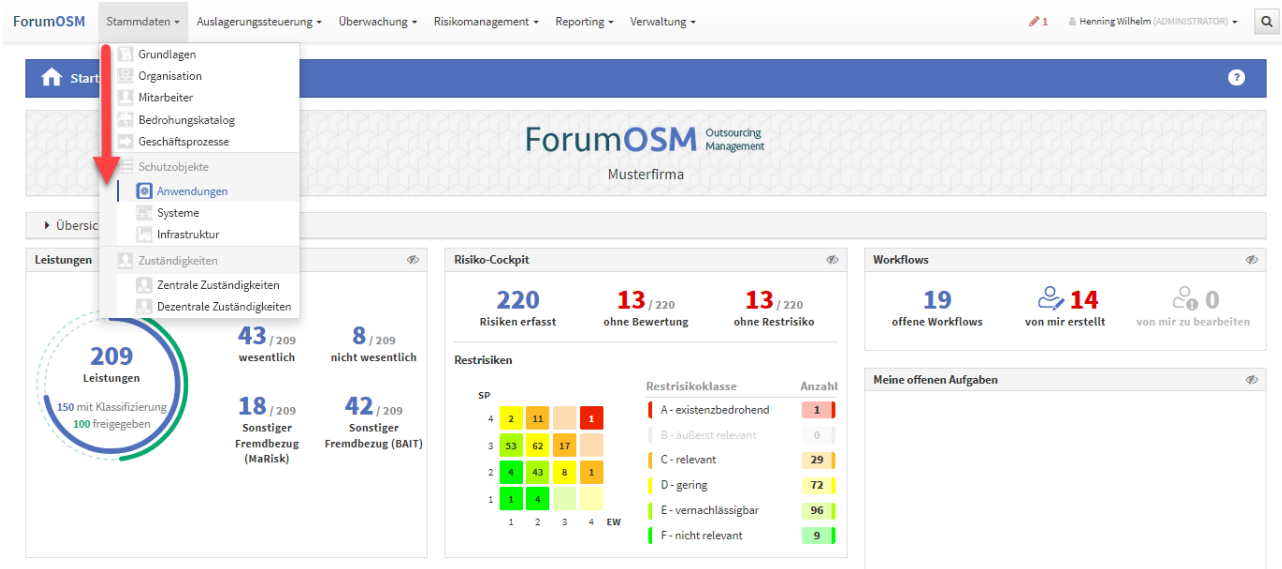 ForumOSM Stammdaten Auslagerungssteuerung Überwachung Risikomanagement Reporting Verwaltung 1 Henning Wilhelm (ADMINISTRATOR)
Grundlagen
Organisation
Mitarbeiter
Bedrohungskatalog
Geschäftsprozesse
Schutzobjekte
Anwendungen
Systeme
Infrastruktur
Zuständigkeiten
Zentrale Zuständigkeiten
Dezentrale Zuständigkeiten
Start
?
ForumOSM Outsourcing
Management
Musterfirma
Übersic
Leistungen
209
Leistungen
150 mit Klassifizierung
100 freigegeben
43 / 209
wesentlich
8 / 209
nicht wesentlich
18 / 209
Sonstiger
Fremdbezug
(MaRisk)
42 / 209
Sonstiger
Fremdbezug (BAIT)
Risiko-Cockpit
220
Risiken erfasst
13 / 220
ohne Bewertung
13 / 220
ohne Restrisiko
Restrisiken
SP
4 2 11 1
3 53 62 17
2 4 43 8 1
1 1 4
1 2 3 4 EW
Restrisikoklasse Anzahl
A - existenzbedrohend 1
B - äußerst relevant 0
C - relevant 29
D - gering 72
E - vernachlässigbar 96
F - nicht relevant 9
Workflows
19
offene Workflows
14
von mir erstellt
0
von mir zu bearbeiten
Meine offenen Aufgaben